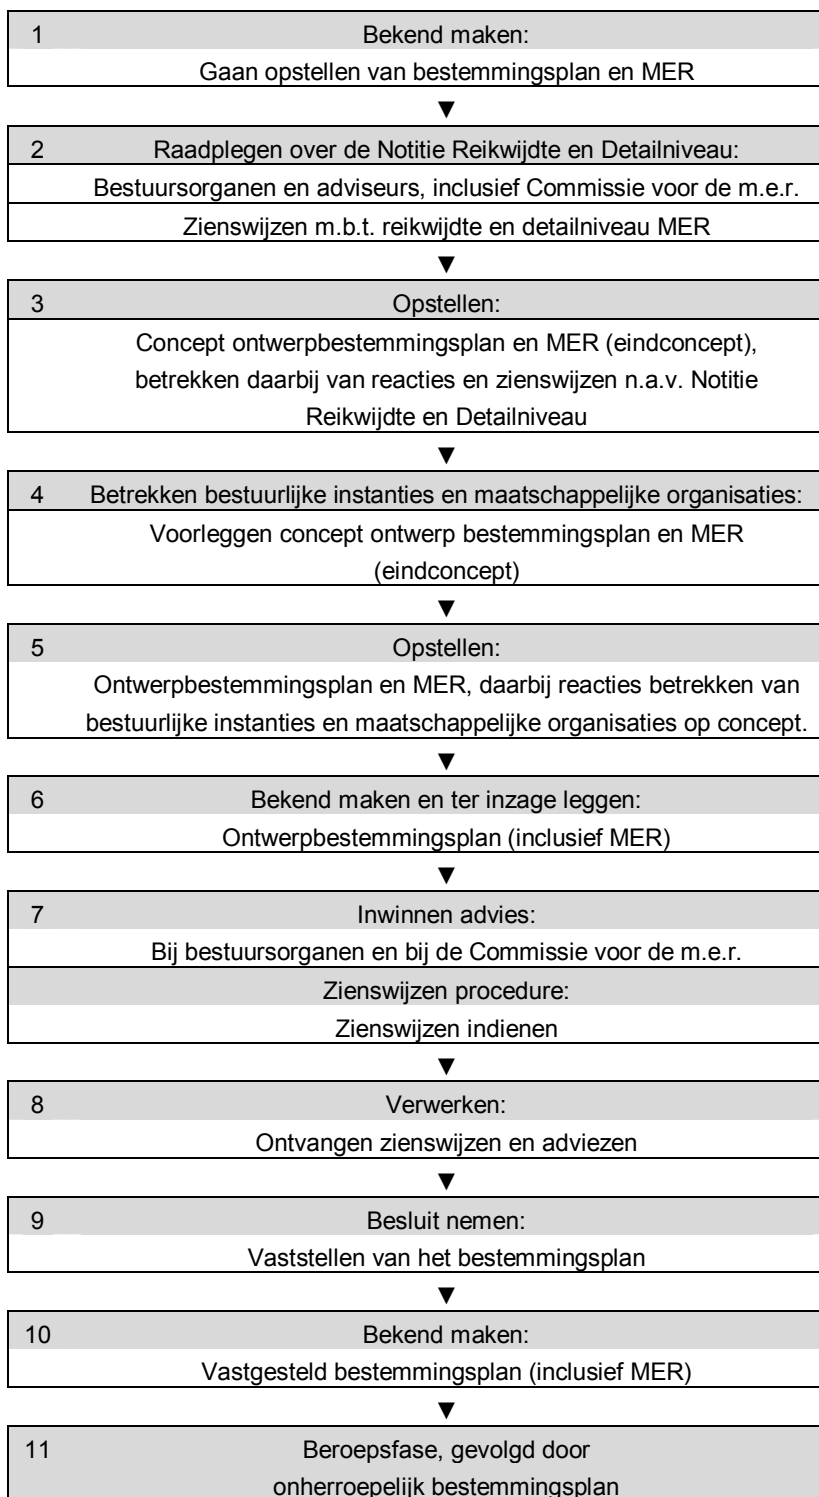 1 Bekend maken:
Gaan opstellen van bestemmingsplan en MER
▼
2 Raadplegen over de Notitie Reikwijdte en Detailniveau:
Bestuursorganen en adviseurs, inclusief Commissie voor de m.e.r.
Zienswijzen m.b.t. reikwijdte en detailniveau MER
▼
3 Opstellen:
Concept ontwerpbestemmingsplan en MER (eindconcept),
betrekken daarbij van reacties en zienswijzen n.a.v. Notitie
Reikwijdte en Detailniveau
▼
4 Betrekken bestuurlijke instanties en maatschappelijke organisaties:
Voorleggen concept ontwerp bestemmingsplan en MER
(eindconcept)
▼
5 Opstellen:
Ontwerpbestemmingsplan en MER, daarbij reacties betrekken van
bestuurlijke instanties en maatschappelijke organisaties op concept.
▼
6 Bekend maken en ter inzage leggen:
Ontwerpbestemmingsplan (inclusief MER)
▼
7 Inwinnen advies:
Bij bestuursorganen en bij de Commissie voor de m.e.r.
Zienswijzen procedure:
Zienswijzen indienen
▼
8 Verwerken:
Ontvangen zienswijzen en adviezen
▼
9 Besluit nemen:
Vaststellen van het bestemmingsplan
▼
10 Bekend maken:
Vastgesteld bestemmingsplan (inclusief MER)
▼
11 Beroepsfase, gevolgd door
onherroepelijk bestemmingsplan